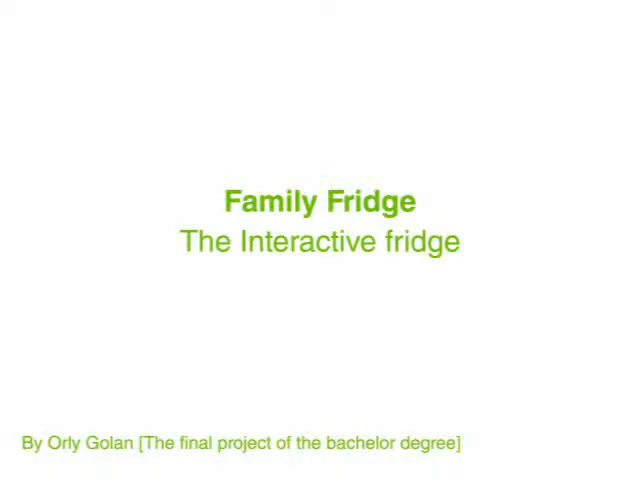 Family Fridge
The Interactive fridge
By Orly Golan [The final project of the bachelor degree]